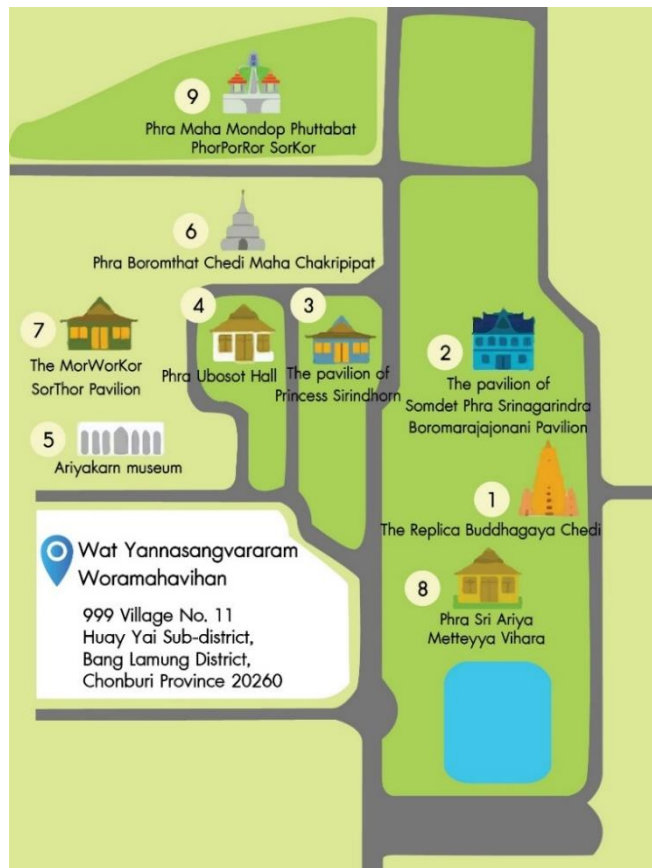 9
Phra Maha Mondop Phuttabat
PhorPorRor SorKor
6
Phra Boromthat Chedi Maha Chakripipat
7
The MorWorKor
SorThor Pavilion
4
Phra Ubosot Hall
3
The pavilion of
Princess Sirindhorn
2
The pavilion of
Somdet Phra Srinagarindra
Boromarajajonani Pavilion
5
Ariyakarn museum
1
The Replica Buddhagaya Chedi
8
Phra Sri Ariya
Metteyya Vihara
Wat Yannasangvararam
Woramahavihan
999 Village No. 11
Huay Yai Sub-district,
Bang Lamung District,
Chonburi Province 20260